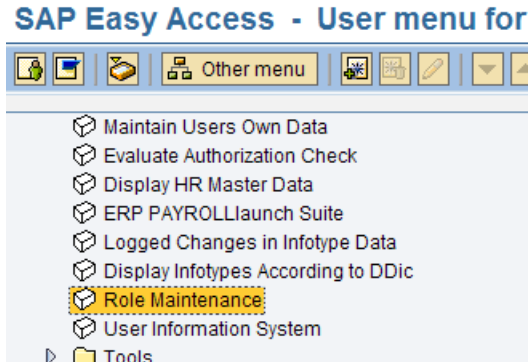 SAP Easy Access - User menu for
Other menu
Maintain Users Own Data
Evaluate Authorization Check
Display HR Master Data
ERP PAYROLLlaunch Suite
Logged Changes in Infotype Data
Display Infotypes According to DDic
Role Maintenance
User Information System
Tools